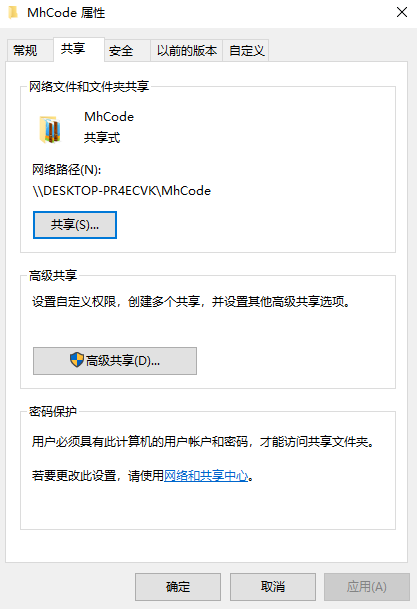 MhCode 属性
常规
共享
安全
以前的版本
自定义
网络文件和文件夹共享
MhCode
共享式
网络路径(N):
\\DESKTOP-PR4ECVK\MhCode
共享(S)...
高级共享
设置自定义权限，创建多个共享，并设置其他高级共享选项。
高级共享(D)...
密码保护
用户必须具有此计算机的用户帐户和密码，才能访问共享文件夹。
若要更改此设置，请使用网络和共享中心。
确定
取消
应用(A)